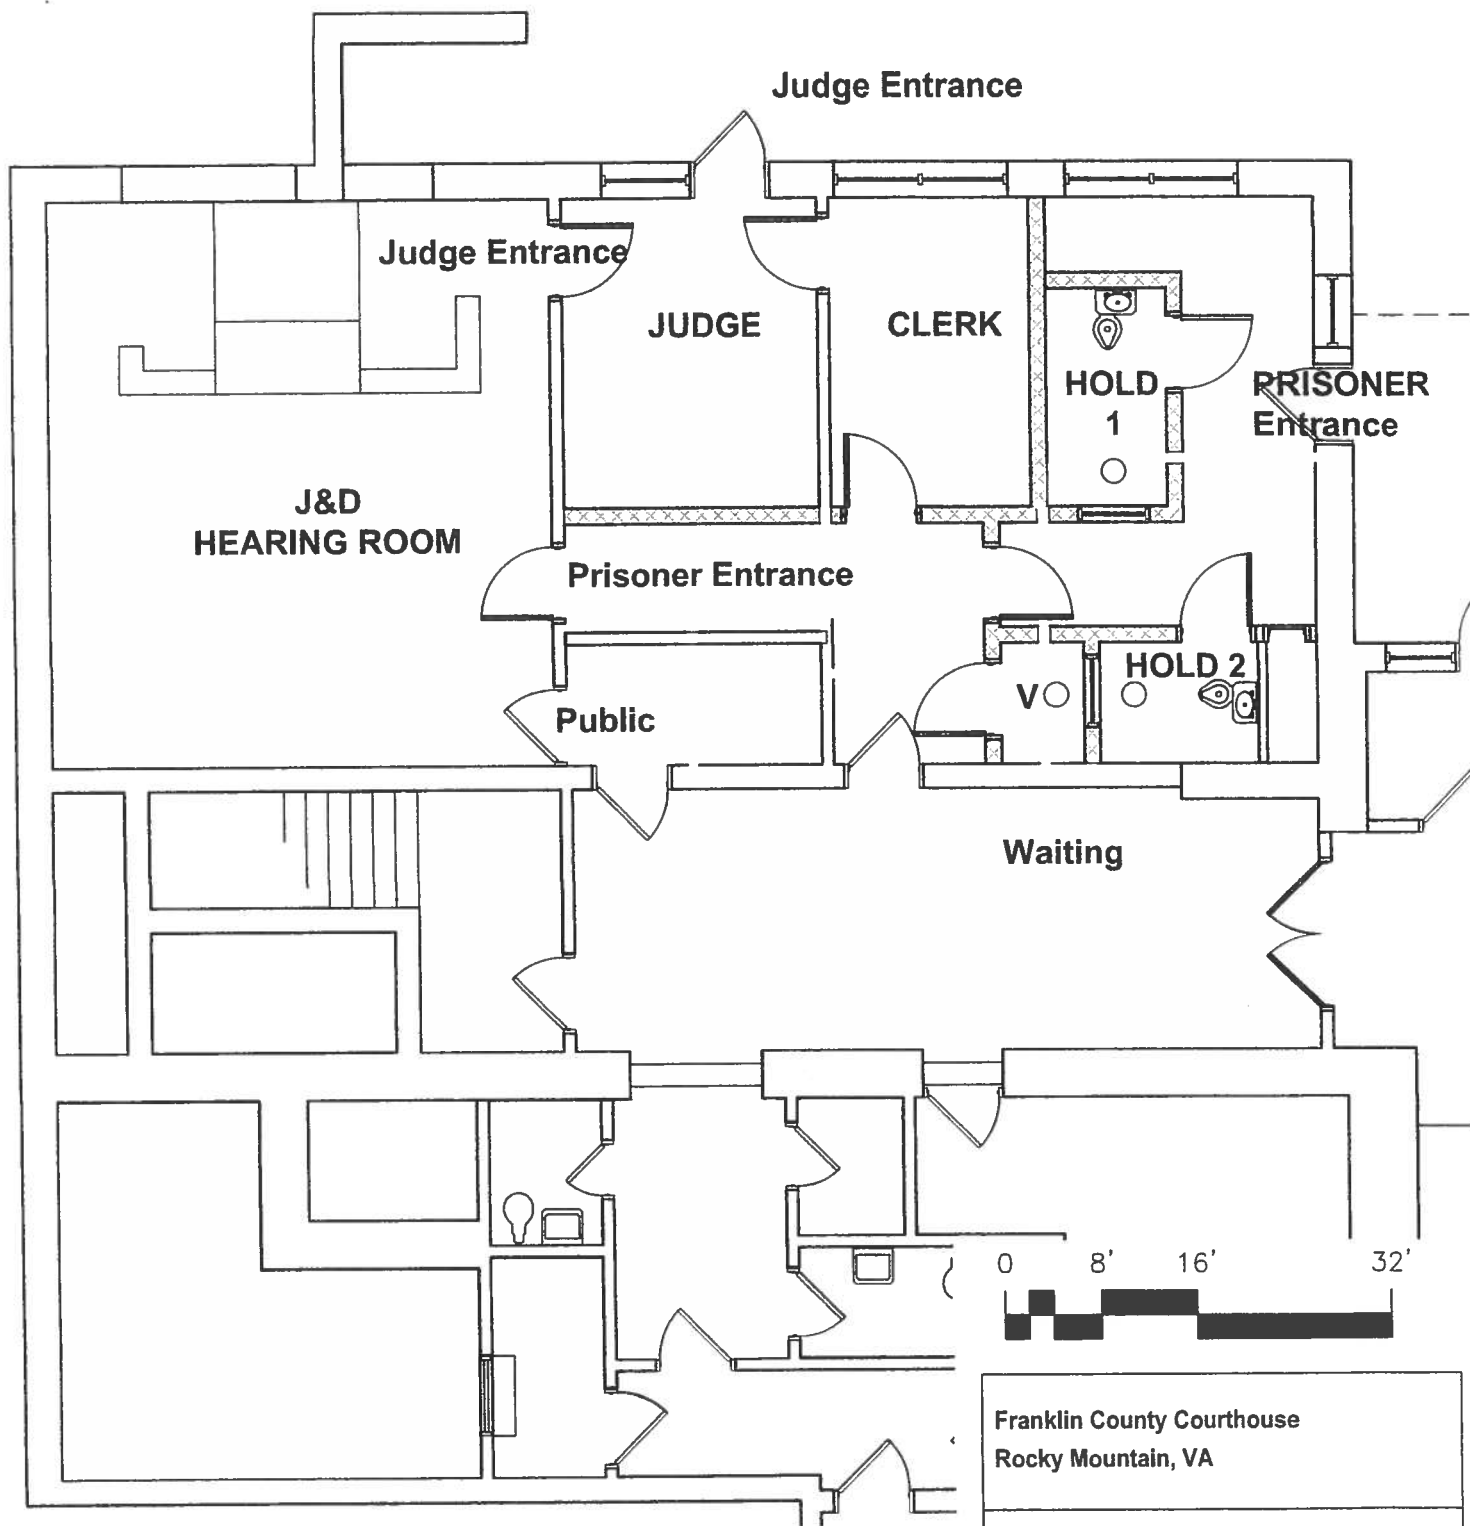 Judge Entrance
Judge Entrance
JUDGE
CLERK
HOLD
1
PRISONER
Entrance
J&D
HEARING ROOM
Prisoner Entrance
HOLD 2
V
Public
Waiting
0 8' 16' 32'
Franklin County Courthouse
Rocky Mountain, VA